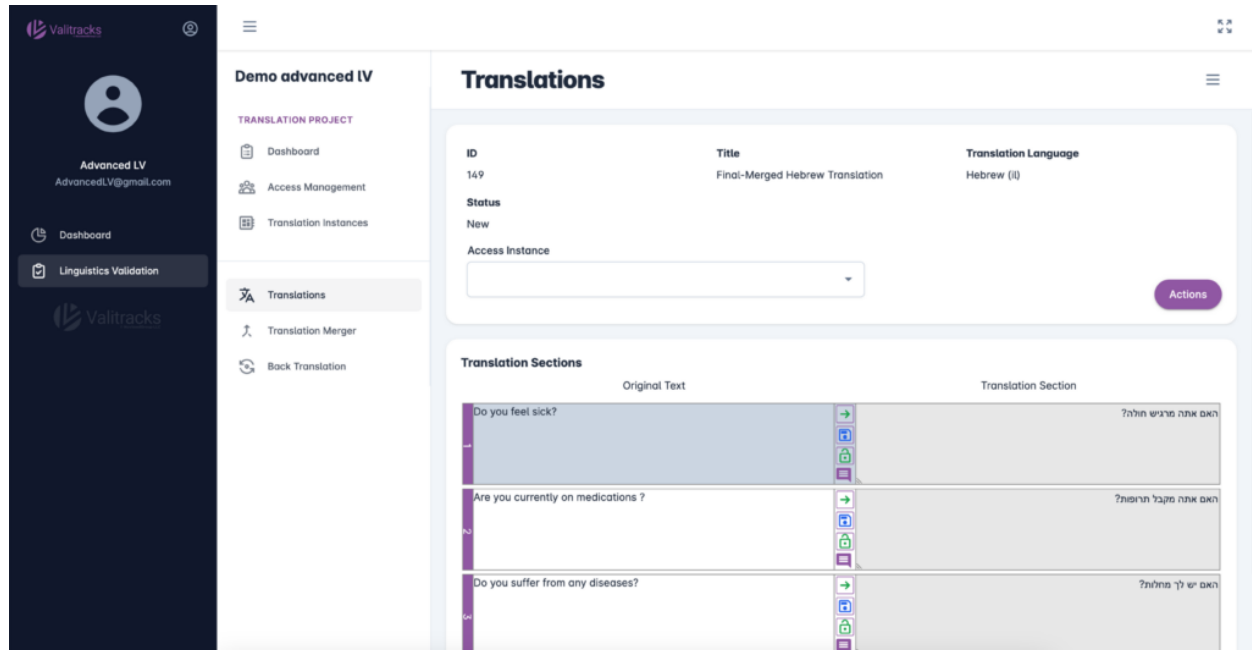 Valitracks
Advanced LV
AdvancedLV@gmail.com
Dashboard
Linguistics Validation
Valitracks
Demo advanced lV
TRANSLATION PROJECT
Dashboard
Access Management
Translation Instances
Translations
Translation Merger
Back Translation
Translations
ID
149
Title
Final-Merged Hebrew Translation
Translation Language
Hebrew (il)
Status
New
Access Instance
Actions
Translation Sections
Original Text
Translation Section
1
Do you feel sick?
האם אתה מרגיש חולה?
2
Are you currently on medications ?
האם אתה מקבל תרופות?
3
Do you suffer from any diseases?
האם יש לך מחלות?